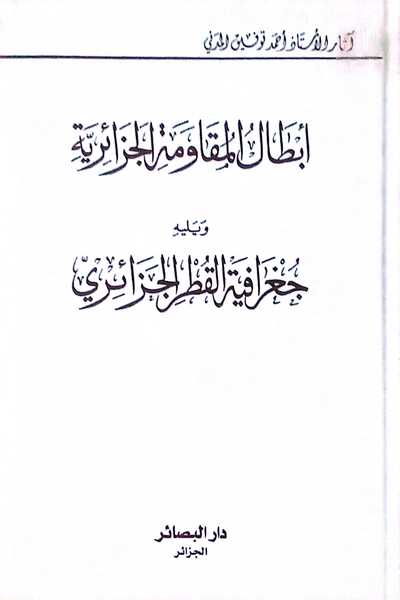 آثار الأستاذ أحمد توفيق المدني
أبطال المقاومة الجزائرية
ويليه
جغرافية القطر الجزائري
دار البصائر
الجزائر